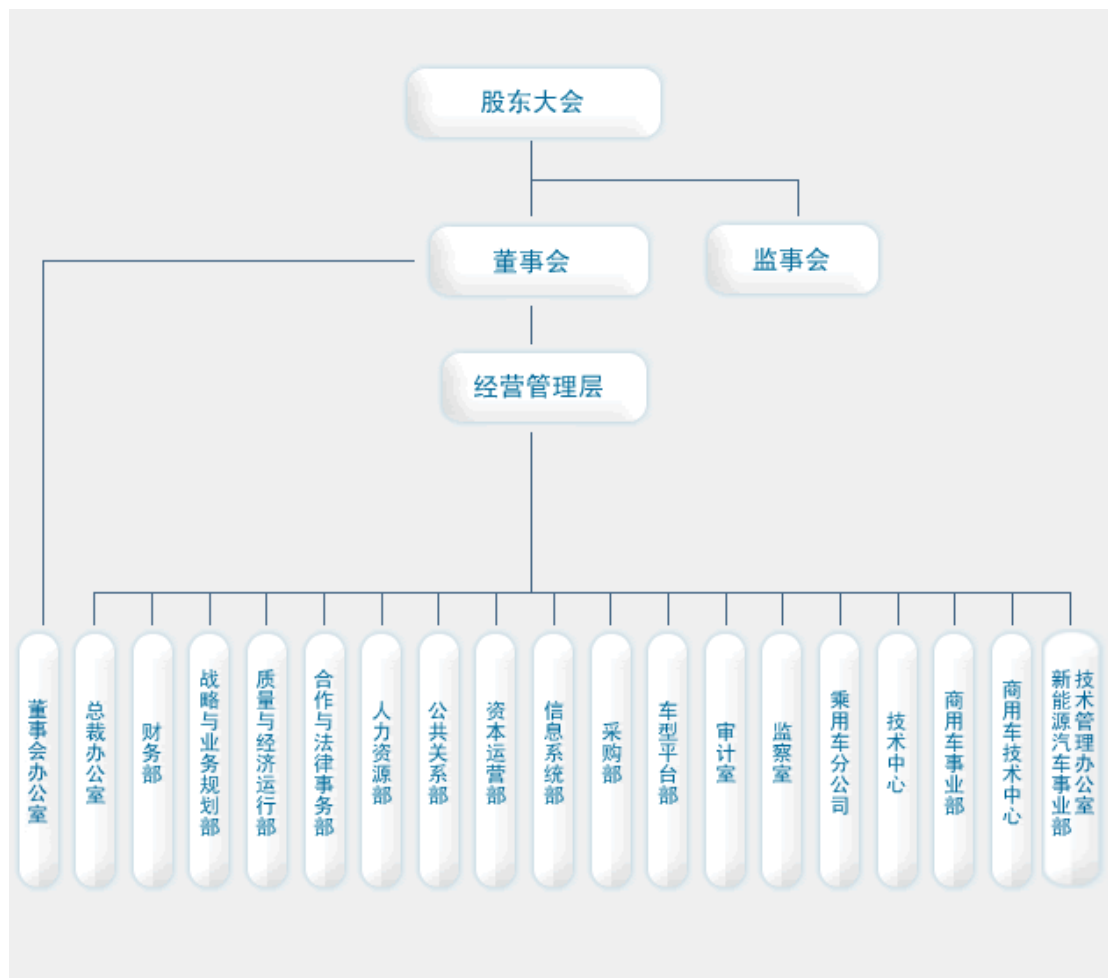 股东大会
董事会
监事会
经营管理层
董事会办公室
总裁办公室
财务部
战略与业务规划部
质量与经济运行部
合作与法律事务部
人力资源部
公共关系部
资本运营部
信息系统部
采购部
车型平台部
审计室
监察室
乘用车分公司
技术中心
商用车事业部
商用车技术中心
新能源汽车事业部
技术管理办公室